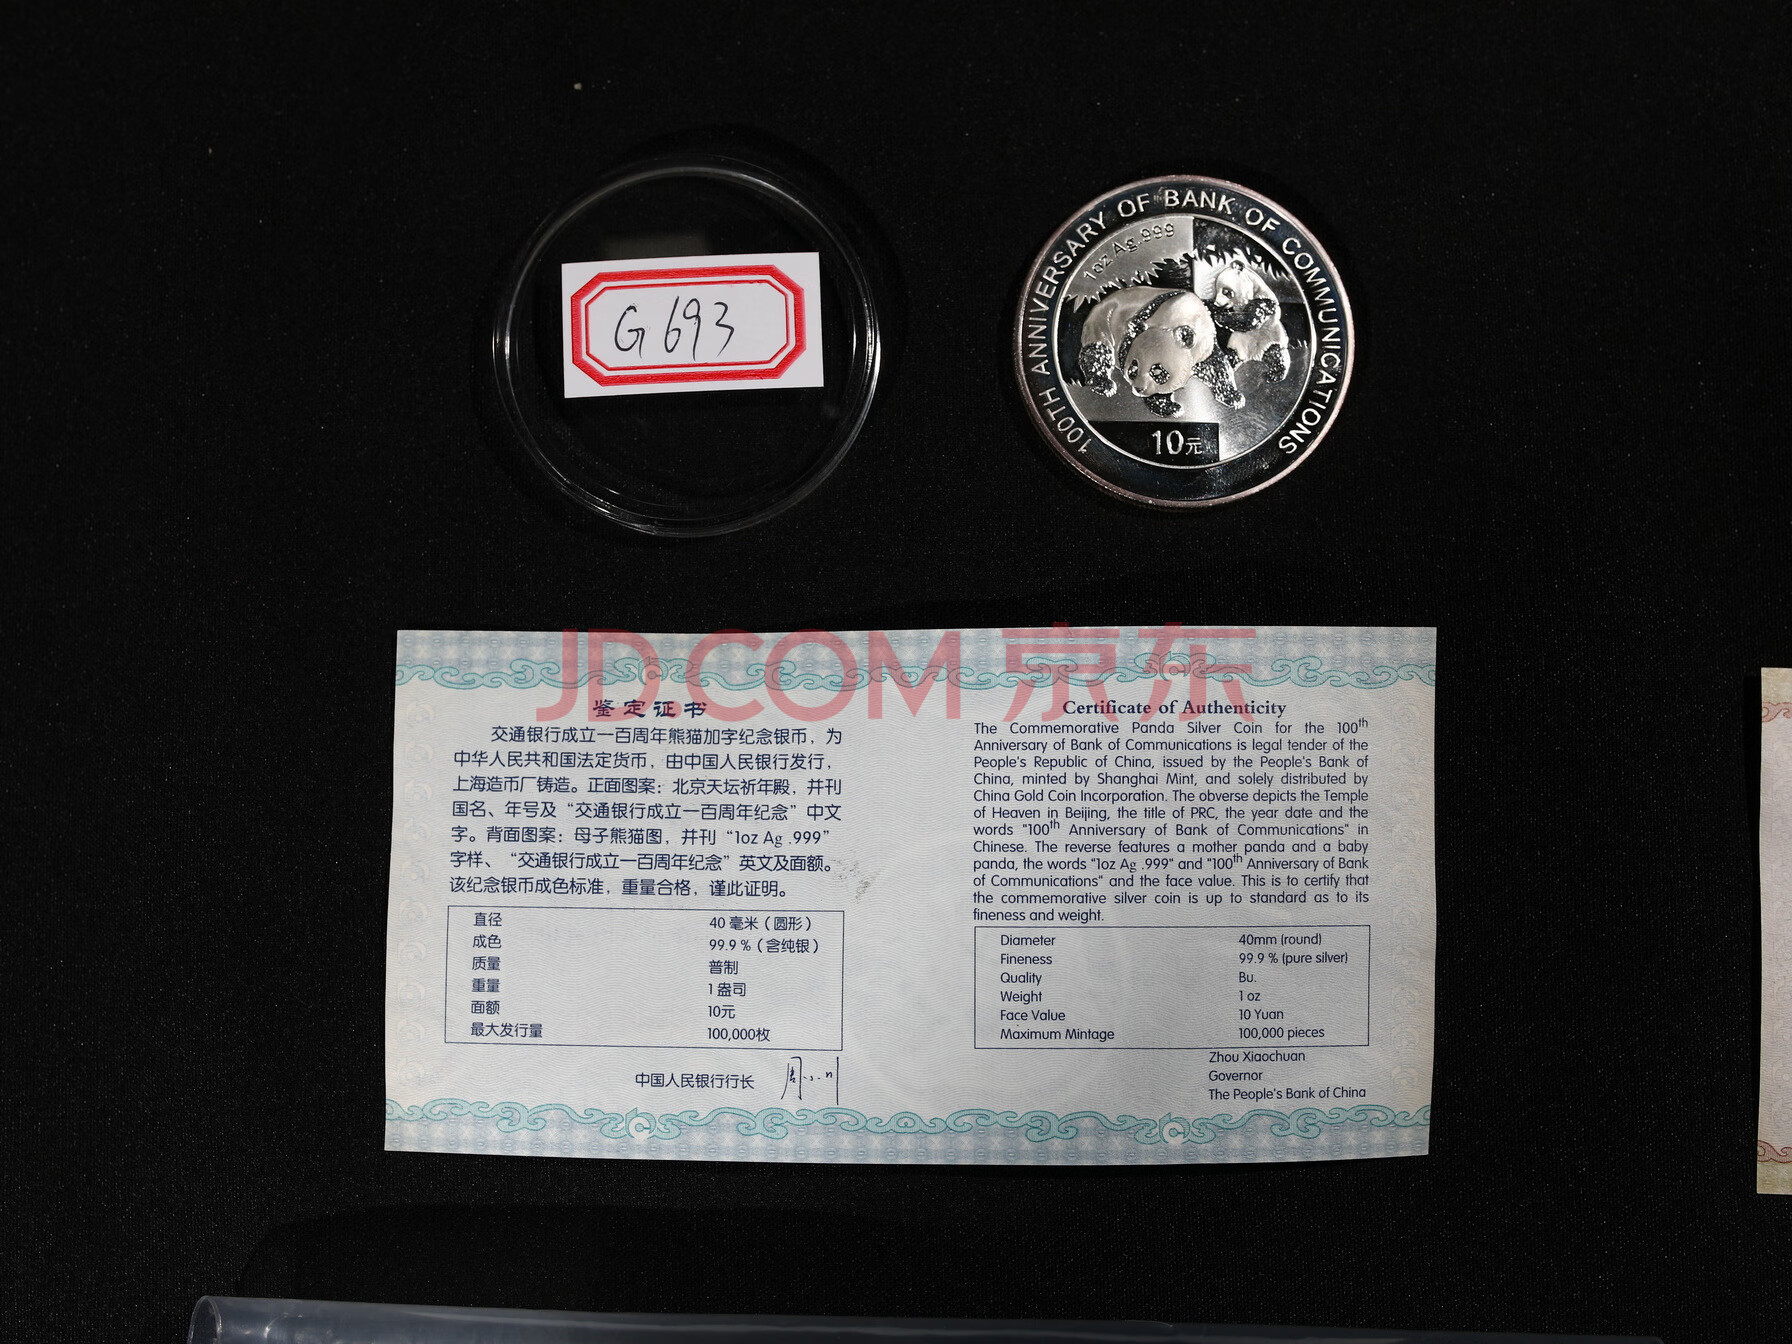 G693
100TH ANNIVERSARY OF BANK OF COMMUNICATIONS
1oz Ag.999
10元
JD.COM 京东
鉴定证书
交通银行成立一百周年熊猫加字纪念银币，为
中华人民共和国法定货币，由中国人民银行发行，
上海造币厂铸造。正面图案：北京天坛祈年殿，并刊
国名、年号及“交通银行成立一百周年纪念”中文
字。背面图案：母子熊猫图，并刊“1oz Ag .999”
字样、“交通银行成立一百周年纪念”英文及面额。
该纪念银币成色标准，重量合格，谨此证明。
直径 40 毫米（圆形）
成色 99.9 %（含纯银）
质量 普制
重量 1 盎司
面额 10元
最大发行量 100,000枚
中国人民银行行长
Certificate of Authenticity
The Commemorative Panda Silver Coin for the 100th
Anniversary of Bank of Communications is legal tender of the
People's Republic of China, issued by the People's Bank of
China, minted by Shanghai Mint, and solely distributed by
China Gold Coin Incorporation. The obverse depicts the Temple
of Heaven in Beijing, the title of PRC, the year date and the
words "100th Anniversary of Bank of Communications" in
Chinese. The reverse features a mother panda and a baby
panda, the words "1oz Ag .999" and "100th Anniversary of Bank
of Communications" and the face value. This is to certify that
the commemorative silver coin is up to standard as to its
fineness and weight.
Diameter 40mm (round)
Fineness 99.9 % (pure silver)
Quality Bu.
Weight 1 oz
Face Value 10 Yuan
Maximum Mintage 100,000 pieces
Zhou Xiaochuan
Governor
The People's Bank of China